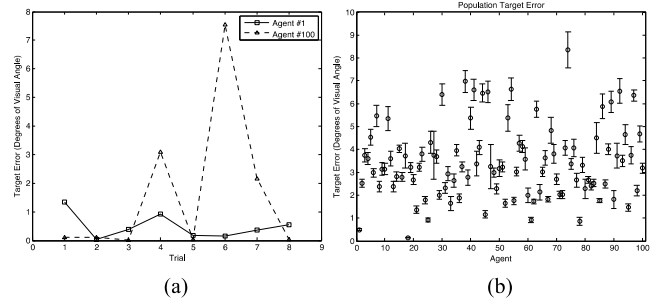 Population Target Error
Agent #1
Agent #100
Target Error (Degrees of Visual Angle)
8
7
6
5
4
3
2
1
0
0 1 2 3 4 5 6 7 8 9
Trial
(a)
Target Error (Degrees of Visual Angle)
10
9
8
7
6
5
4
3
2
1
0
0 10 20 30 40 50 60 70 80 90 100
Agent
(b)